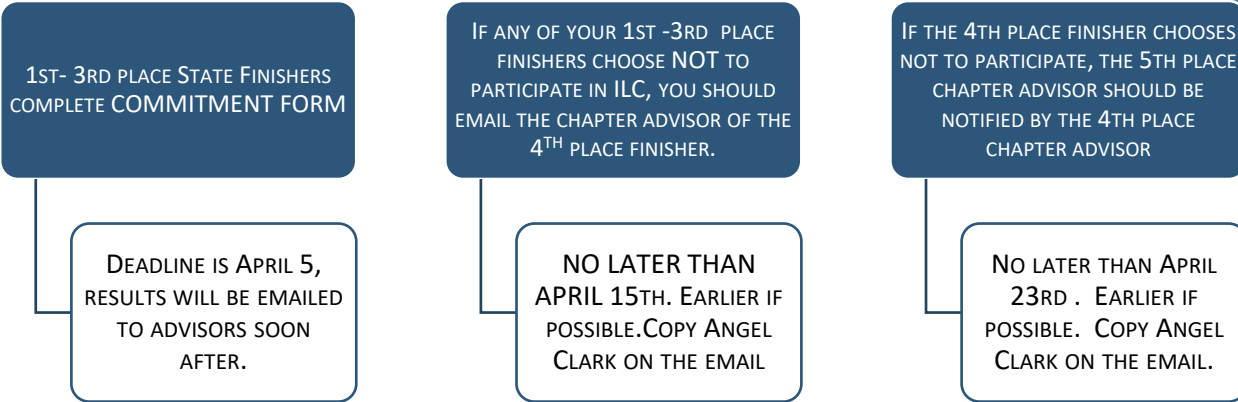 1ST- 3RD PLACE STATE FINISHERS
COMPLETE COMMITMENT FORM
DEADLINE IS APRIL 5,
RESULTS WILL BE EMAILED
TO ADVISORS SOON
AFTER.
IF ANY OF YOUR 1ST -3RD PLACE
FINISHERS CHOOSE NOT TO
PARTICIPATE IN ILC, YOU SHOULD
EMAIL THE CHAPTER ADVISOR OF THE
4TH PLACE FINISHER.
NO LATER THAN
APRIL 15TH. EARLIER IF
POSSIBLE.COPY ANGEL
CLARK ON THE EMAIL
IF THE 4TH PLACE FINISHER CHOOSES
NOT TO PARTICIPATE, THE 5TH PLACE
CHAPTER ADVISOR SHOULD BE
NOTIFIED BY THE 4TH PLACE
CHAPTER ADVISOR
NO LATER THAN APRIL
23RD . EARLIER IF
POSSIBLE. COPY ANGEL
CLARK ON THE EMAIL.